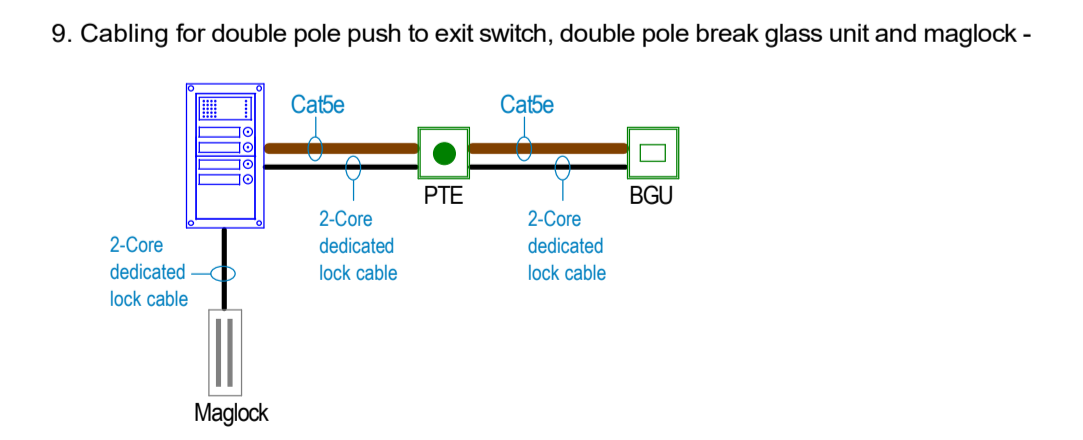 9. Cabling for double pole push to exit switch, double pole break glass unit and maglock -
Cat5e
Cat5e
PTE
BGU
2-Core
dedicated
lock cable
2-Core
dedicated
lock cable
2-Core
dedicated
lock cable
Maglock